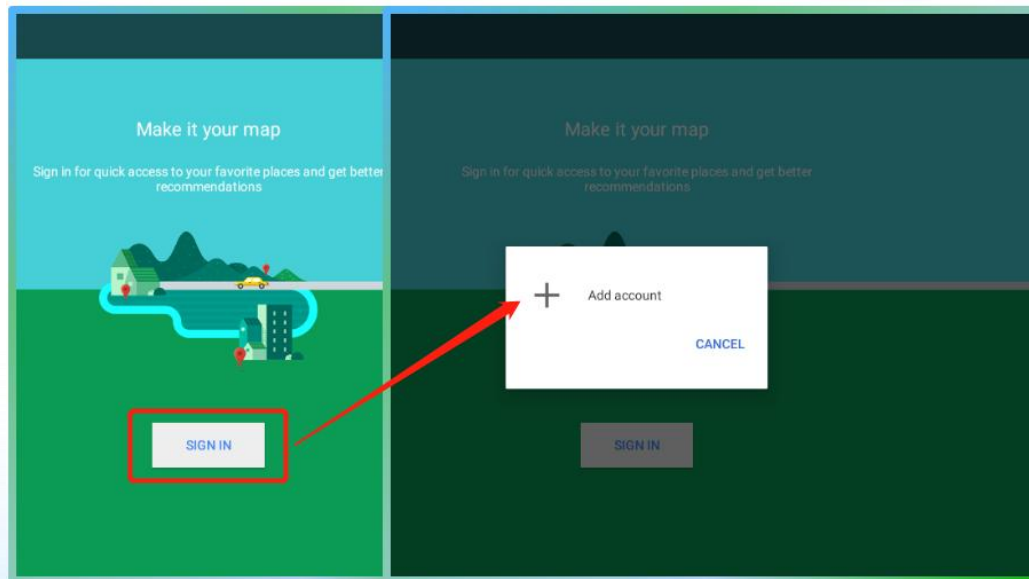 Make it your map
Sign in for quick access to your favorite places and get better
recommendations
SIGN IN
Make it your map
Sign in for quick access to your favorite places and get better
recommendations
Add account
CANCEL
SIGN IN